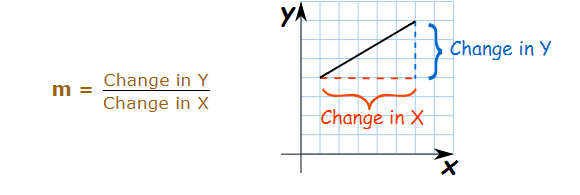 m = Change in Y
Change in X
Y
Change in Y
Change in X
X